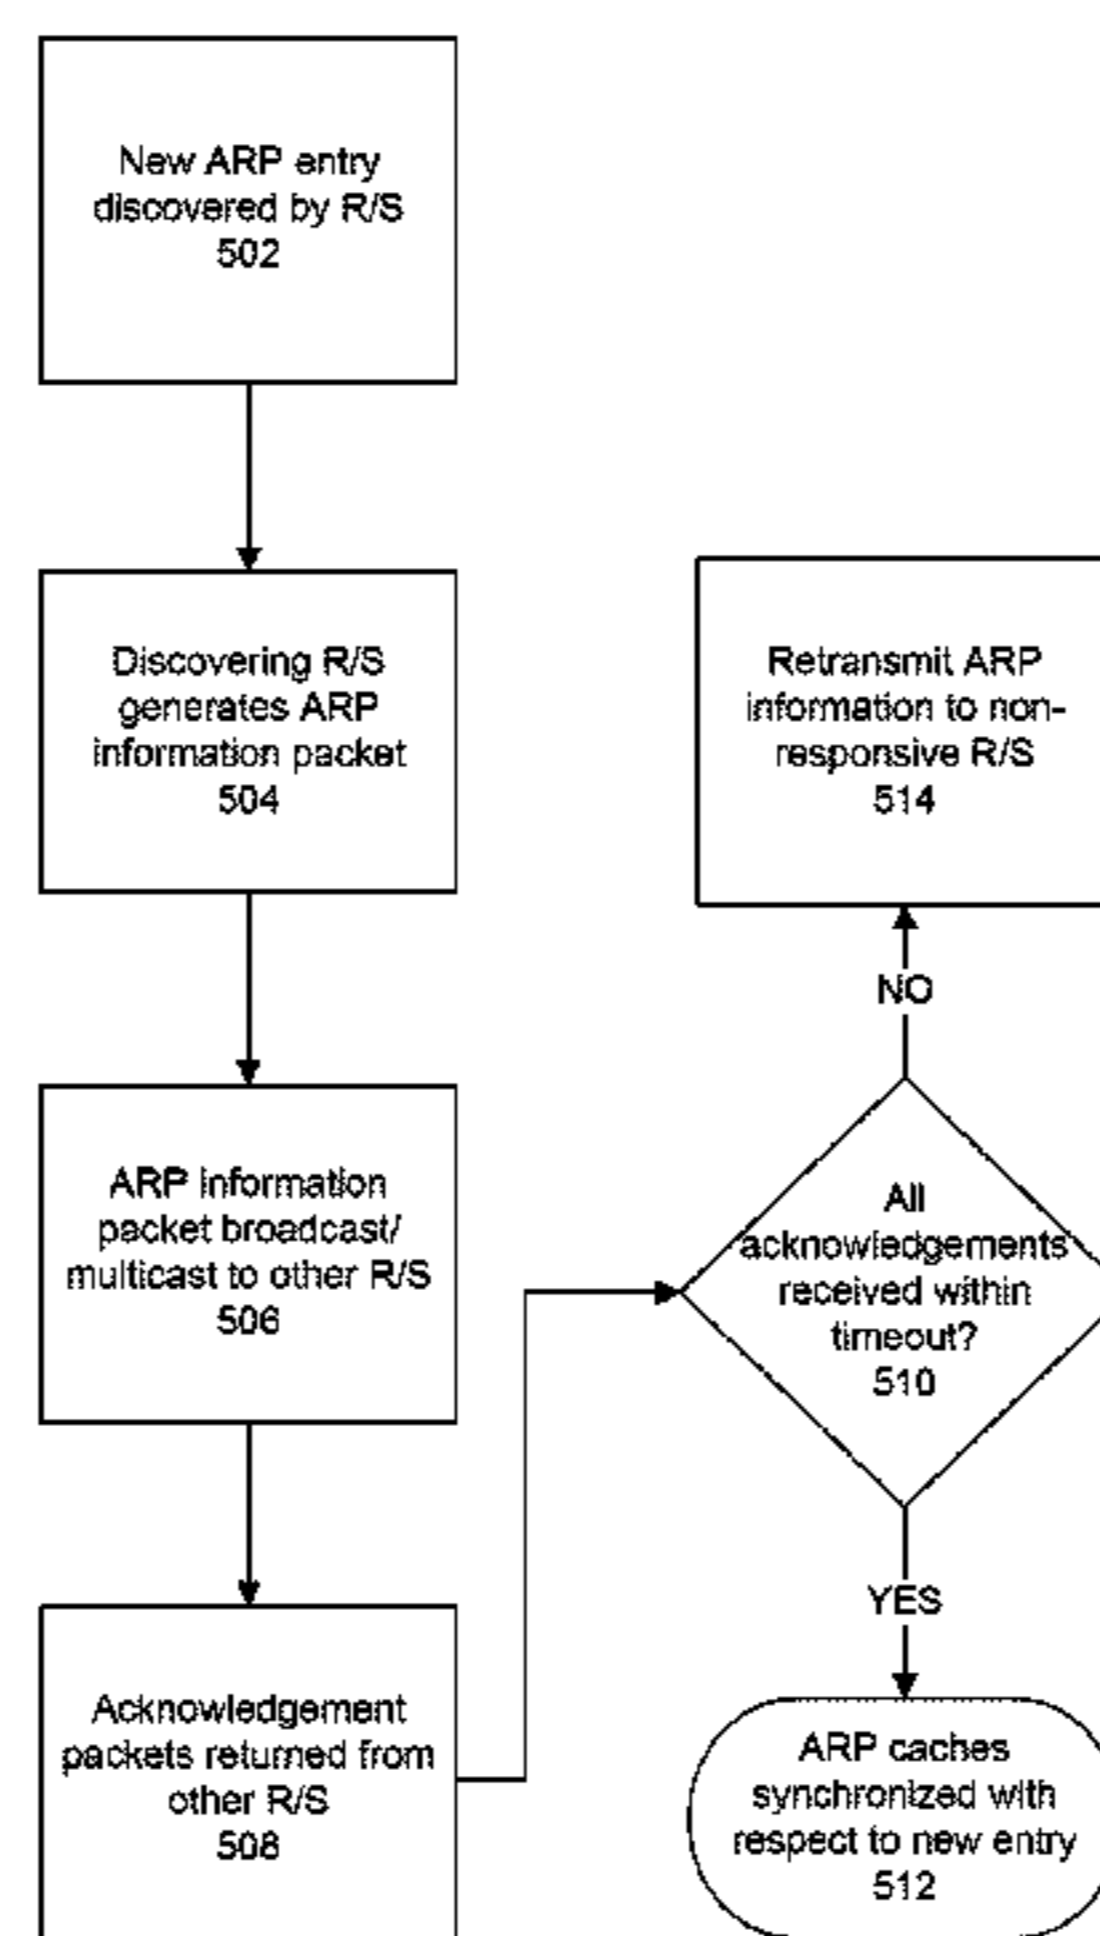 New ARP entry
discovered by R/S
502
Discovering R/S
generates ARP
information packet
504
ARP information
packet broadcast/
multicast to other R/S
506
Acknowledgement
packets returned from
other R/S
508
Retransmit ARP
information to non-
responsive R/S
514
NO
All
acknowledgements
received within
timeout?
510
YES
ARP caches
synchronized with
respect to new entry
512